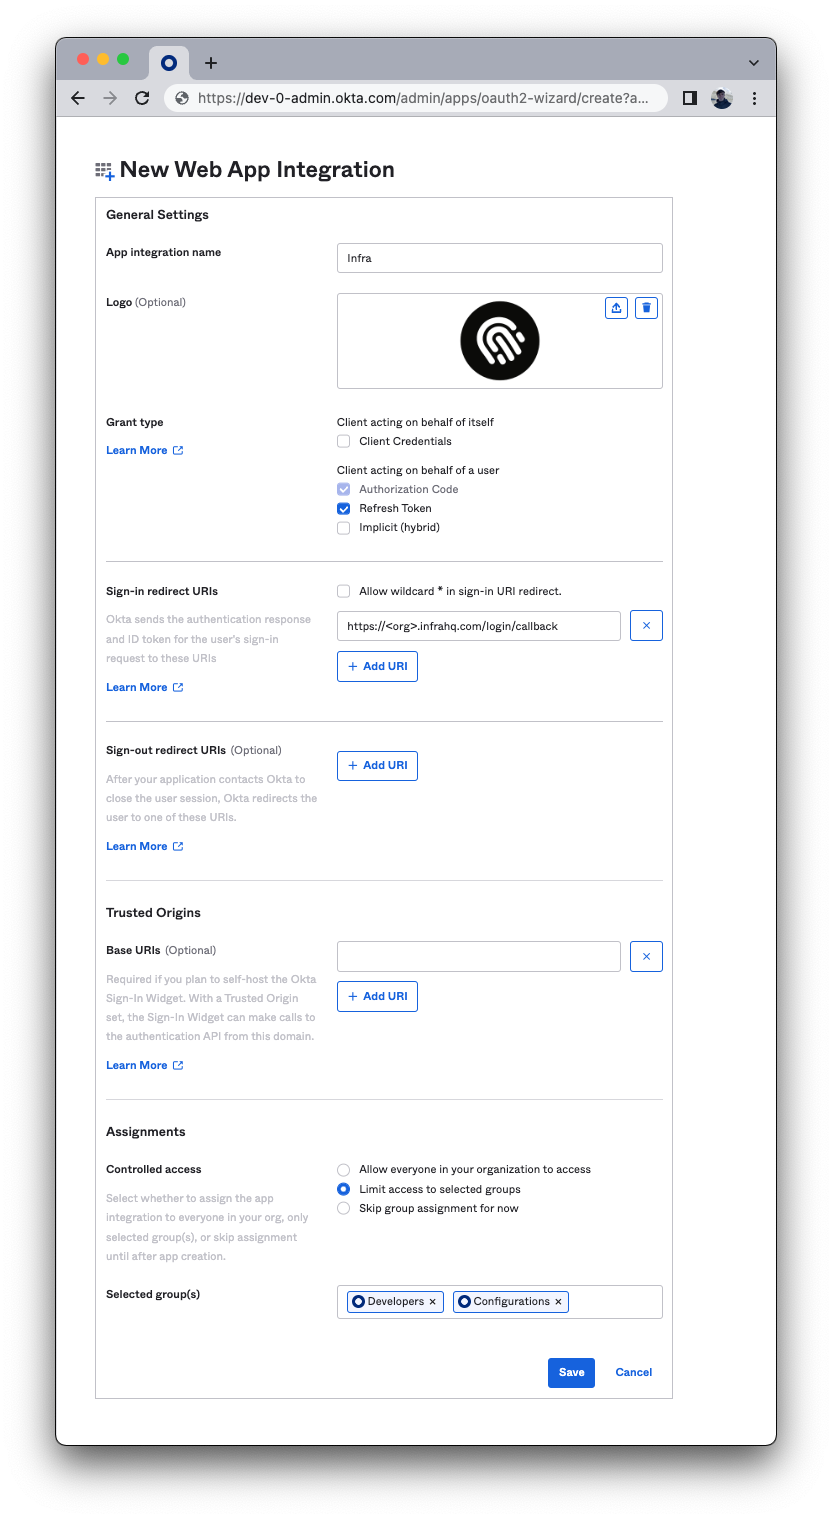 https://dev-0-admin.okta.com/admin/apps/oauth2-wizard/create?a...
New Web App Integration
General Settings
App integration name
Infra
Logo (Optional)
Grant type
Client acting on behalf of itself
Client Credentials
Learn More
Client acting on behalf of a user
Authorization Code
Refresh Token
Implicit (hybrid)
Sign-in redirect URIs
Allow wildcard * in sign-in URI redirect.
Okta sends the authentication response
and ID token for the user's sign-in
request to these URIs
https://<org>.infrahq.com/login/callback
+ Add URI
Learn More
Sign-out redirect URIs (Optional)
+ Add URI
After your application contacts Okta to
close the user session, Okta redirects the
user to one of these URIs.
Learn More
Trusted Origins
Base URIs (Optional)
Required if you plan to self-host the Okta
Sign-In Widget. With a Trusted Origin
set, the Sign-In Widget can make calls to
the authentication API from this domain.
+ Add URI
Learn More
Assignments
Controlled access
Allow everyone in your organization to access
Limit access to selected groups
Skip group assignment for now
Select whether to assign the app
integration to everyone in your org, only
selected group(s), or skip assignment
until after app creation.
Selected group(s)
Developers × Configurations ×
Save Cancel